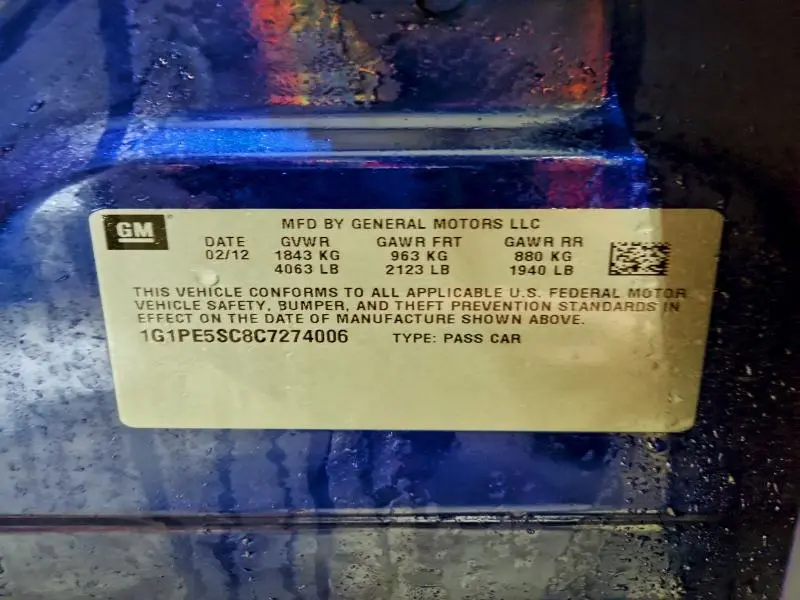 GM
MFD BY GENERAL MOTORS LLC
DATE GVWR GAWR FRT GAWR RR
02/12 1843 KG 963 KG 880 KG
4063 LB 2123 LB 1940 LB
THIS VEHICLE CONFORMS TO ALL APPLICABLE U.S. FEDERAL MOTOR
VEHICLE SAFETY, BUMPER, AND THEFT PREVENTION STANDARDS IN
EFFECT ON THE DATE OF MANUFACTURE SHOWN ABOVE.
1G1PE5SC8C7274006 TYPE: PASS CAR